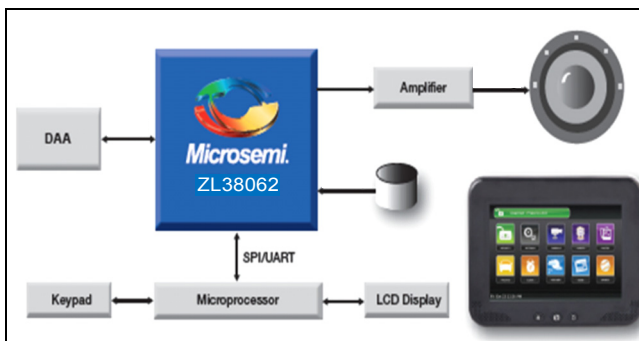 Amplifier
DAA
Microsemi.
ZL38062
SPI/UART
Keypad
Microprocessor
LCD Display